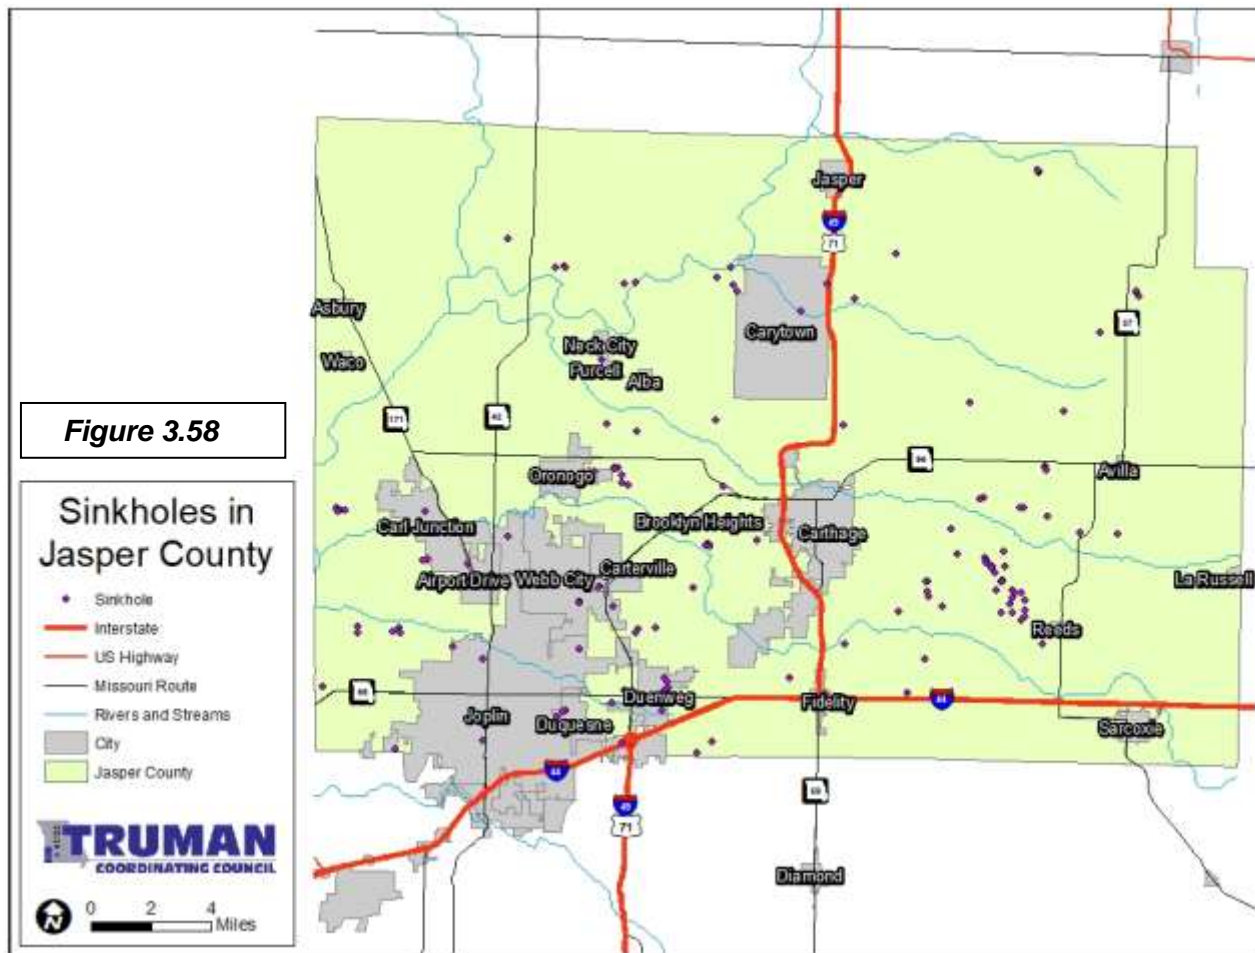 Figure 3.58
Sinkholes in
Jasper County
Sinkhole
Interstate
US Highway
Missouri Route
Rivers and Streams
City
Jasper County
TRUMAN
COORDINATING COUNCIL
N
0 2 4
Miles
Jasper
49
71
Asbury
Carytown
37
Neck City
Waco
Purcell
Alba
171
43
96
Oronogo
Avilla
Carl Junction
Brooklyn Heights
Carthage
Airport Drive
Webb City
Carterville
La Russell
Reeds
66
Duenweg
44
Fidelity
Joplin
Duquesne
Sarcoxie
44
59
49
71
Diamond